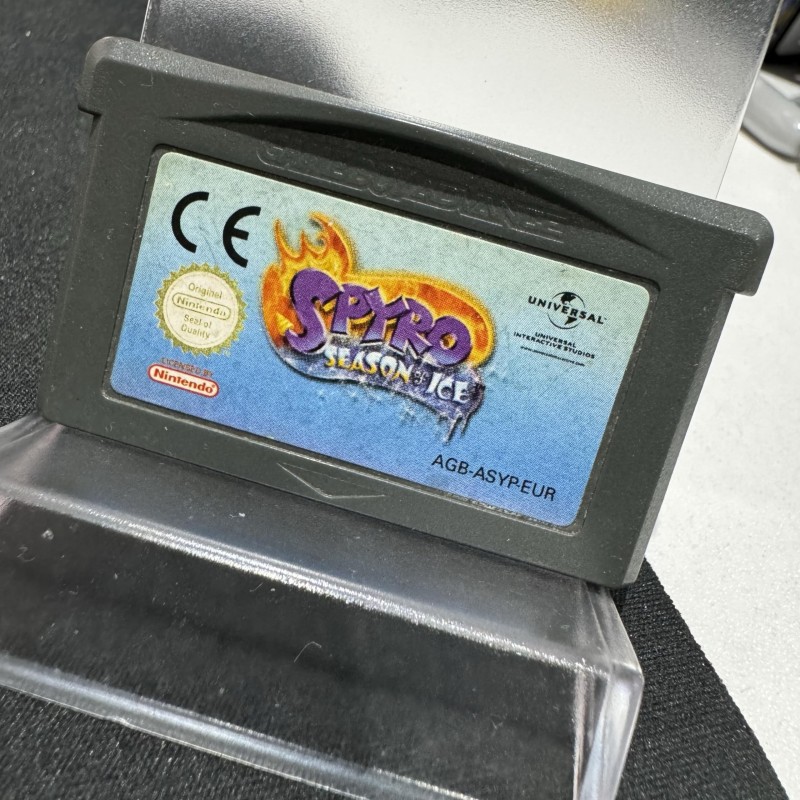 GAME BOY ADVANCE
CE
Original
Nintendo
Seal of
Quality
LICENSED BY
Nintendo
SPYRO
SEASON OF ICE
UNIVERSAL
UNIVERSAL
INTERACTIVE STUDIOS
AGB-ASYP-EUR